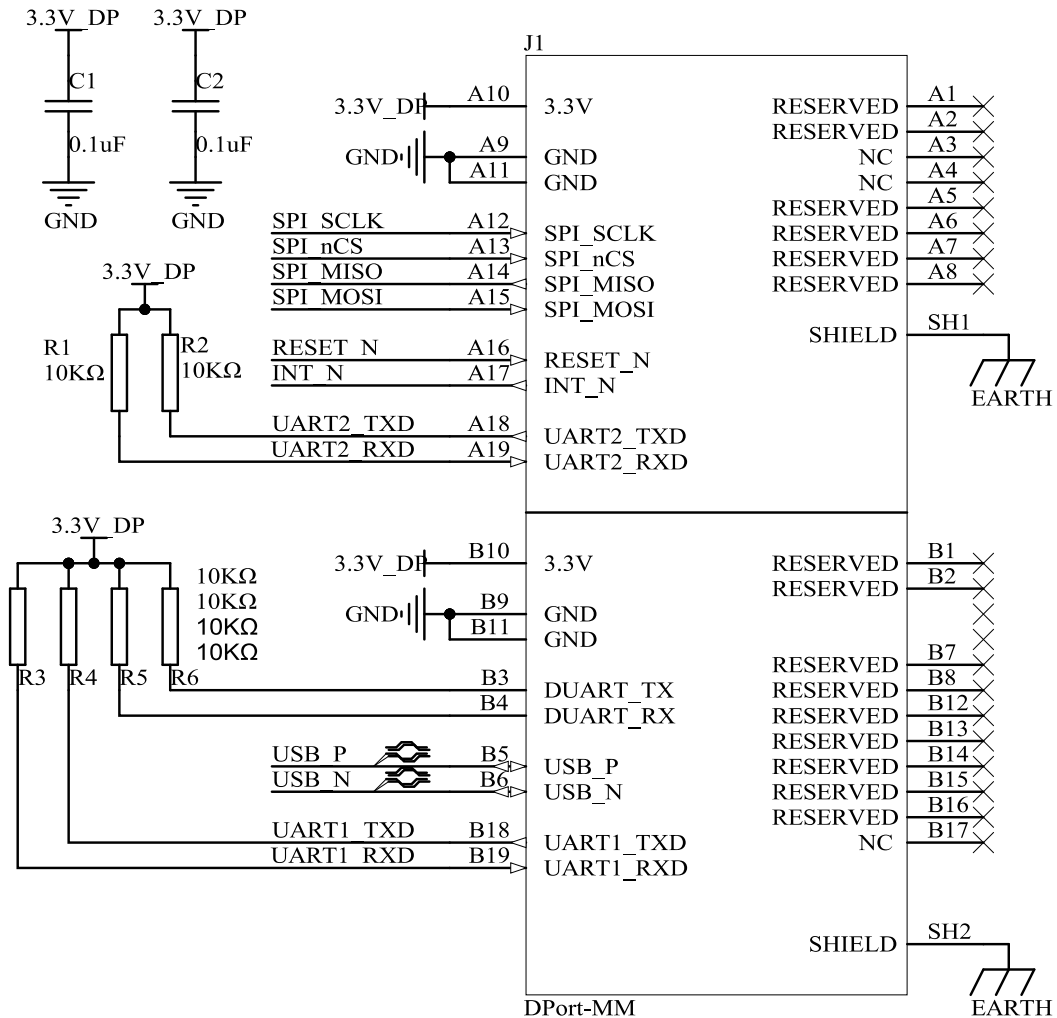 3.3V_DP 3.3V_DP
J1
C1 C2
0.1uF 0.1uF
GND GND
3.3V_DP A10 3.3V RESERVED A1
RESERVED A2
GND A9 GND NC A3
A11 GND NC A4
RESERVED A5
SPI_SCLK A12 SPI_SCLK RESERVED A6
SPI_nCS A13 SPI_nCS RESERVED A7
SPI_MISO A14 SPI_MISO RESERVED A8
SPI_MOSI A15 SPI_MOSI
3.3V_DP
SHIELD SH1
EARTH
R1 R2
10KΩ 10KΩ
RESET_N A16 RESET_N
INT_N A17 INT_N
UART2_TXD A18 UART2_TXD
UART2_RXD A19 UART2_RXD
3.3V_DP
10KΩ
10KΩ
10KΩ
10KΩ
R3 R4 R5 R6
3.3V_DP B10 3.3V RESERVED B1
RESERVED B2
GND B9 GND
B11 GND
RESERVED B7
B3 DUART_TX RESERVED B8
B4 DUART_RX RESERVED B12
RESERVED B13
USB_P B5 USB_P RESERVED B14
USB_N B6 USB_N RESERVED B15
RESERVED B16
UART1_TXD B18 UART1_TXD NC B17
UART1_RXD B19 UART1_RXD
SHIELD SH2
EARTH
DPort-MM